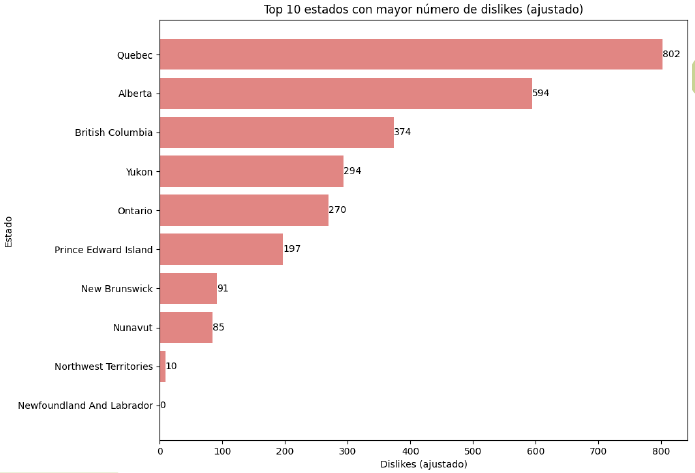 Top 10 estados con mayor número de dislikes (ajustado)
Quebec 802
Alberta 594
British Columbia 374
Yukon 294
Ontario 270
Prince Edward Island 197
New Brunswick 91
Nunavut 85
Northwest Territories 10
Newfoundland And Labrador 0
Estado
0 100 200 300 400 500 600 700 800
Dislikes (ajustado)